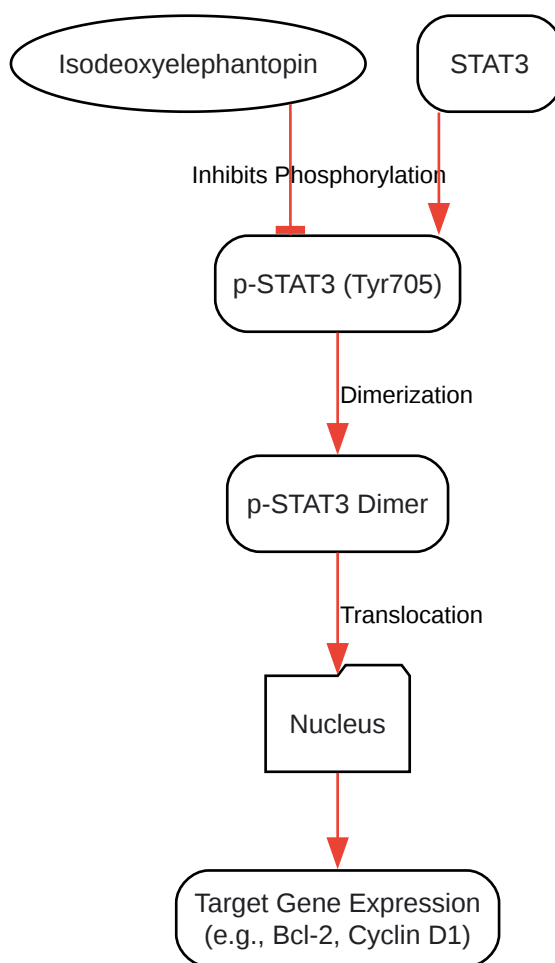 Isodeoxyelephantopin
STAT3
Inhibits Phosphorylation
p-STAT3 (Tyr705)
Dimerization
p-STAT3 Dimer
Translocation
Nucleus
Target Gene Expression
(e.g., Bcl-2, Cyclin D1)